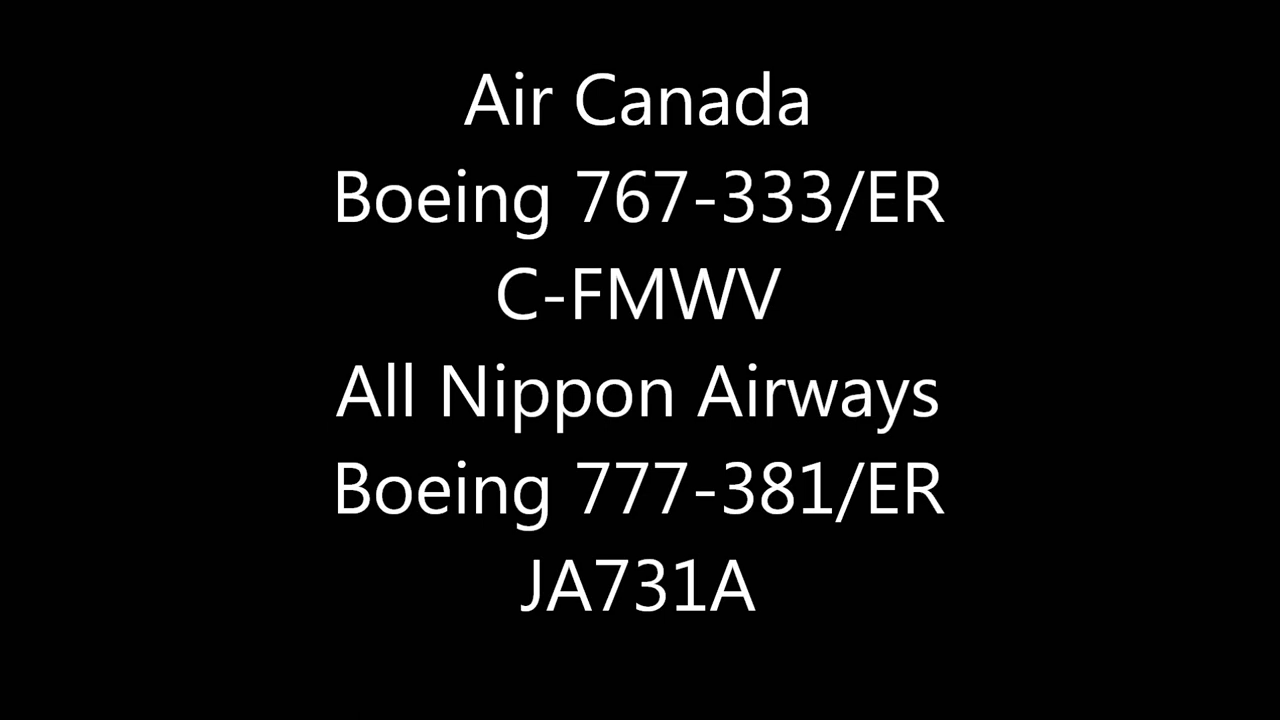 Air Canada
Boeing 767-333/ER
C-FMWV
All Nippon Airways
Boeing 777-381/ER
JA731A